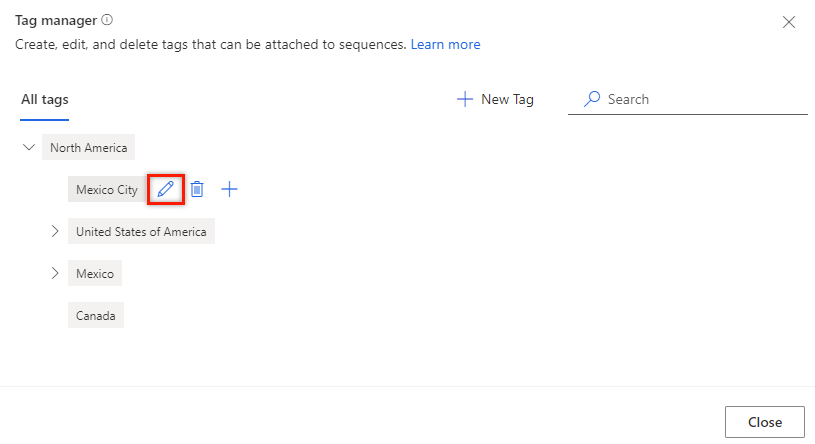 Tag manager
Create, edit, and delete tags that can be attached to sequences. Learn more
All tags
New Tag
Search
North America
Mexico City
United States of America
Mexico
Canada
Close